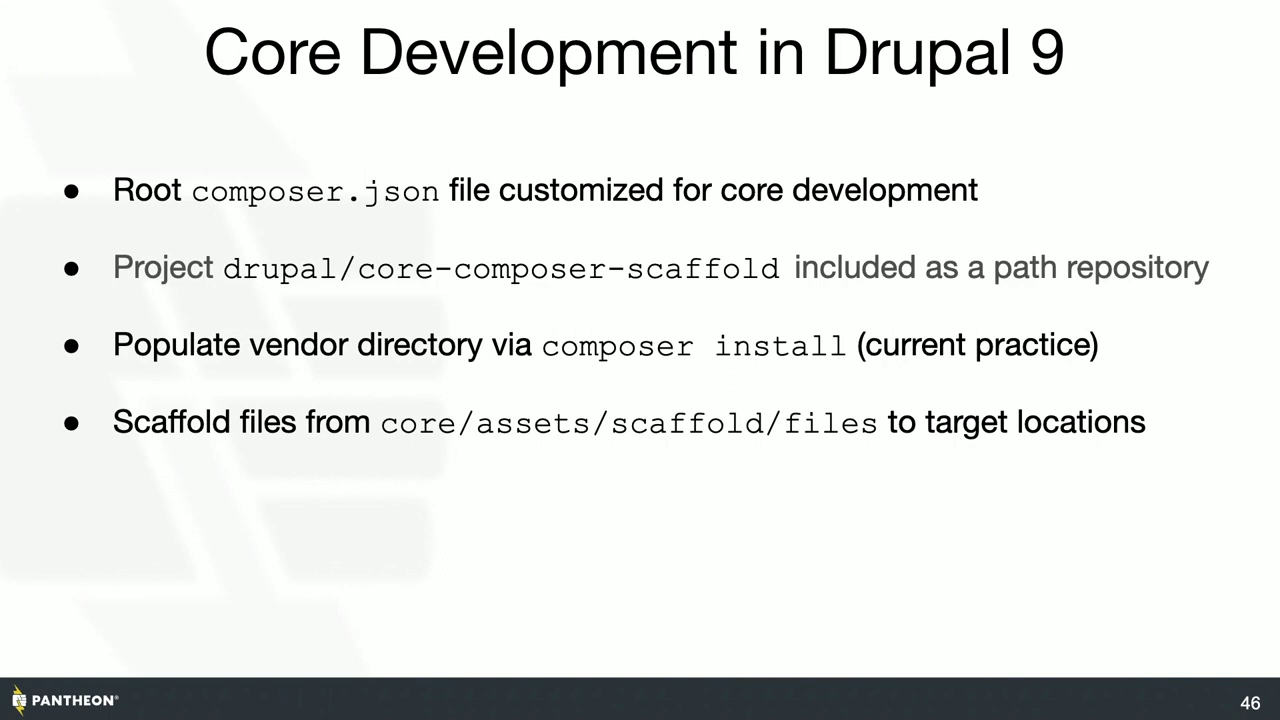 Core Development in Drupal 9
● Root composer.json file customized for core development
● Project drupal/core-composer-scaffold included as a path repository
● Populate vendor directory via composer install (current practice)
● Scaffold files from core/assets/scaffold/files to target locations
PANTHEON®
46